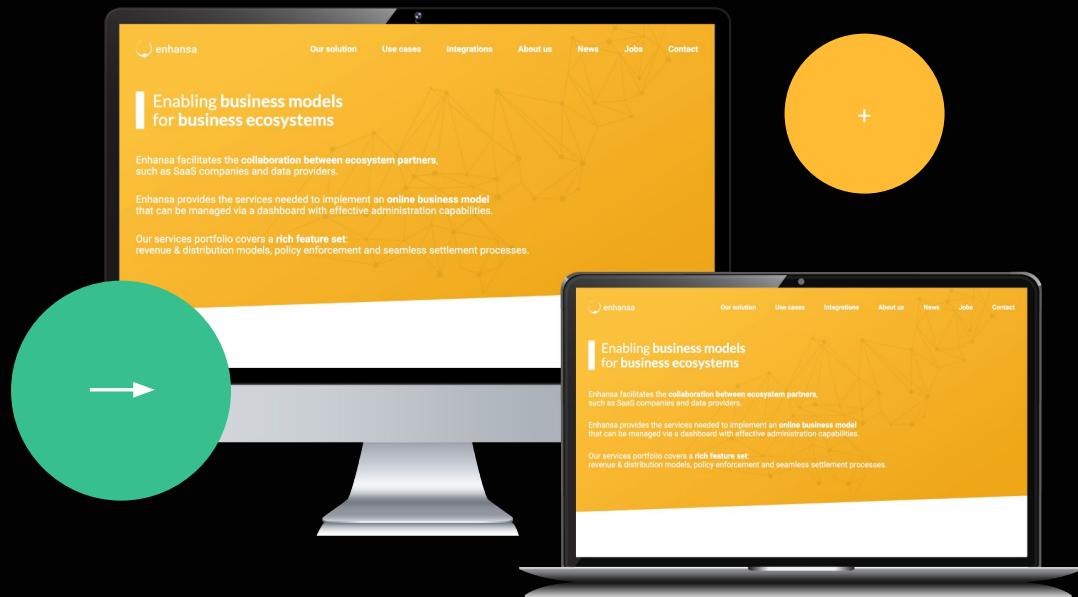 enhansa
Our solution Use cases Integrations About us News Jobs Contact
Enabling business models
for business ecosystems
Enhansa facilitates the collaboration between ecosystem partners,
such as SaaS companies and data providers.
Enhansa provides the services needed to implement an online business model
that can be managed via a dashboard with effective administration capabilities.
Our services portfolio covers a rich feature set:
revenue & distribution models, policy enforcement and seamless settlement processes.
+
enhansa
Our solution Use cases Integrations About us News Jobs Contact
Enabling business models
for business ecosystems
Enhansa facilitates the collaboration between ecosystem partners,
such as SaaS companies and data providers.
Enhansa provides the services needed to implement an online business model
that can be managed via a dashboard with effective administration capabilities.
Our services portfolio covers a rich feature set:
revenue & distribution models, policy enforcement and seamless settlement processes.